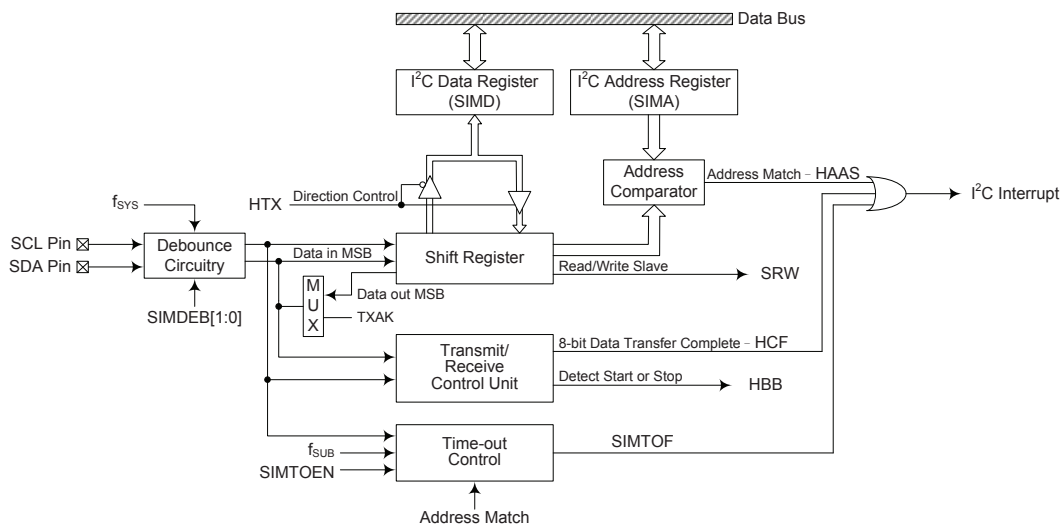 Data Bus
I²C Data Register
(SIMD)
I²C Address Register
(SIMA)
Address
Comparator
Address Match – HAAS
I²C Interrupt
HTX
Direction Control
fSYS
SCL Pin
SDA Pin
Debounce
Circuitry
SIMDEB[1:0]
Data in MSB
Shift Register
Read/Write Slave
SRW
M
U
X
Data out MSB
TXAK
Transmit/
Receive
Control Unit
8-bit Data Transfer Complete – HCF
Detect Start or Stop
HBB
fSUB
SIMTOEN
Time-out
Control
SIMTOF
Address Match